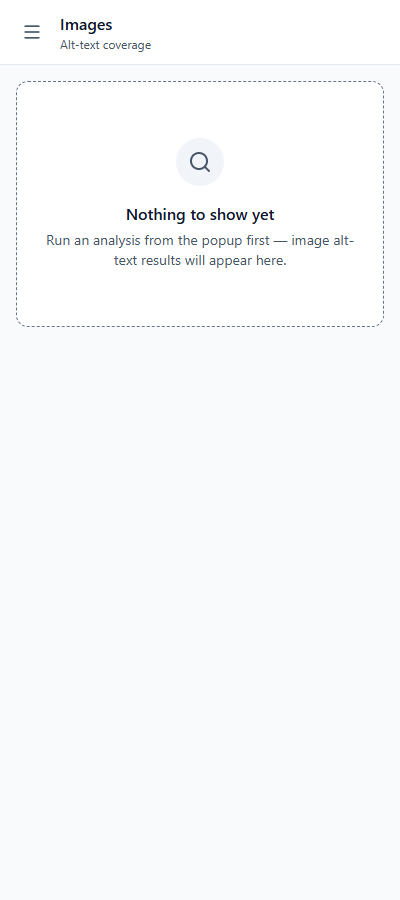 Images
Alt-text coverage
Nothing to show yet
Run an analysis from the popup first — image alt-
text results will appear here.